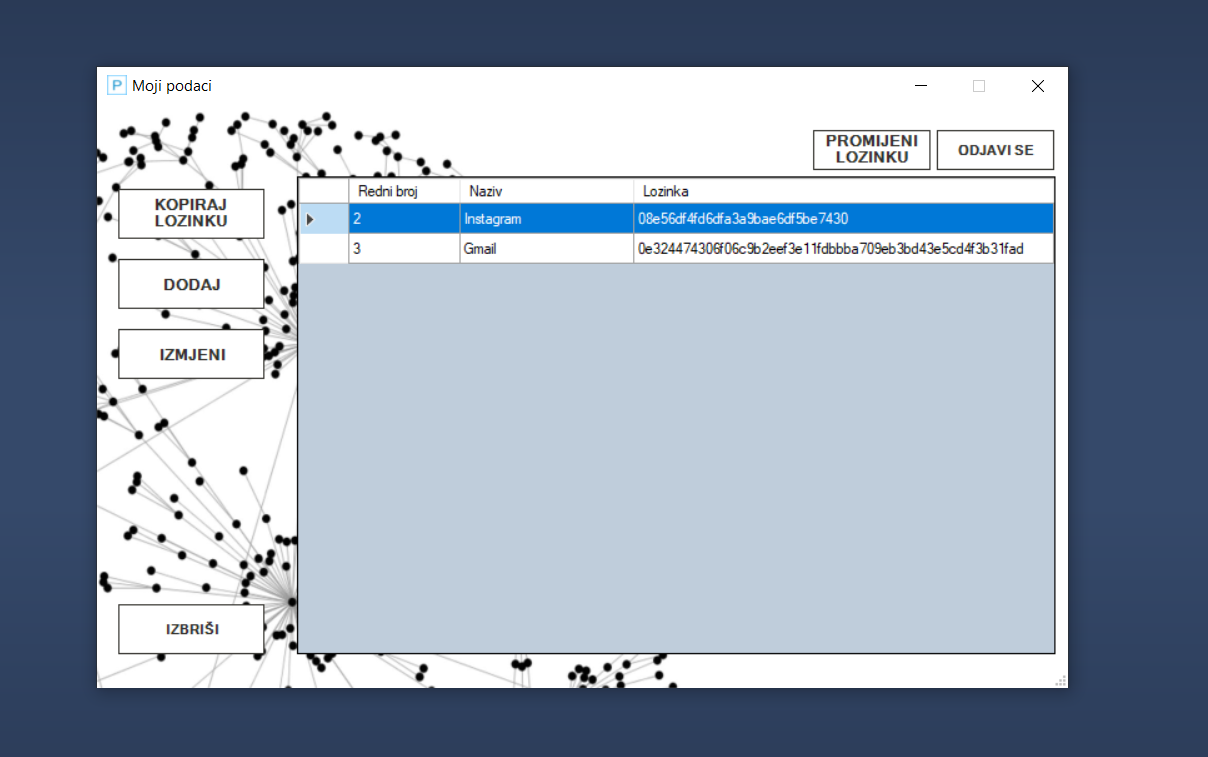 P Moji podaci
PROMIJENI
LOZINKU
ODJAVI SE
KOPIRAJ
LOZINKU
DODAJ
IZMJENI
IZBRIŠI
Redni broj Naziv Lozinka
2 Instagram 08e56df4fd6dfa3a9bae6df5be7430
3 Gmail 0e324474306f06c9b2eef3e11fdbbba709eb3bd43e5cd4f3b31fad